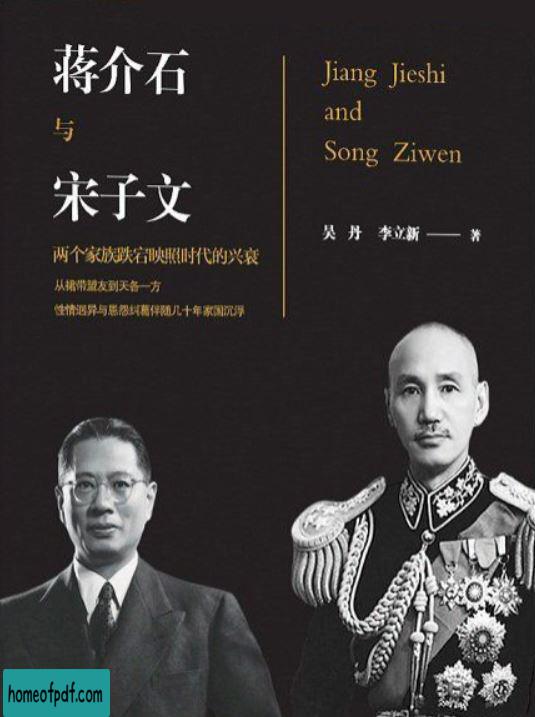 蒋介石
与
宋子文
两个家族跌宕映照时代的兴衰
从裙带盟友到天各一方
性情迥异与恩怨纠葛伴随几十年家国沉浮
Jiang Jieshi
and
Song Ziwen
吴 丹 李立新 —— 著
homeofpdf.com